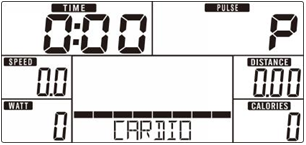 TIME
0:00
PULSE
P
SPEED
0.0
DISTANCE
0.00
WATT
0
CALORIES
0
CARDIO